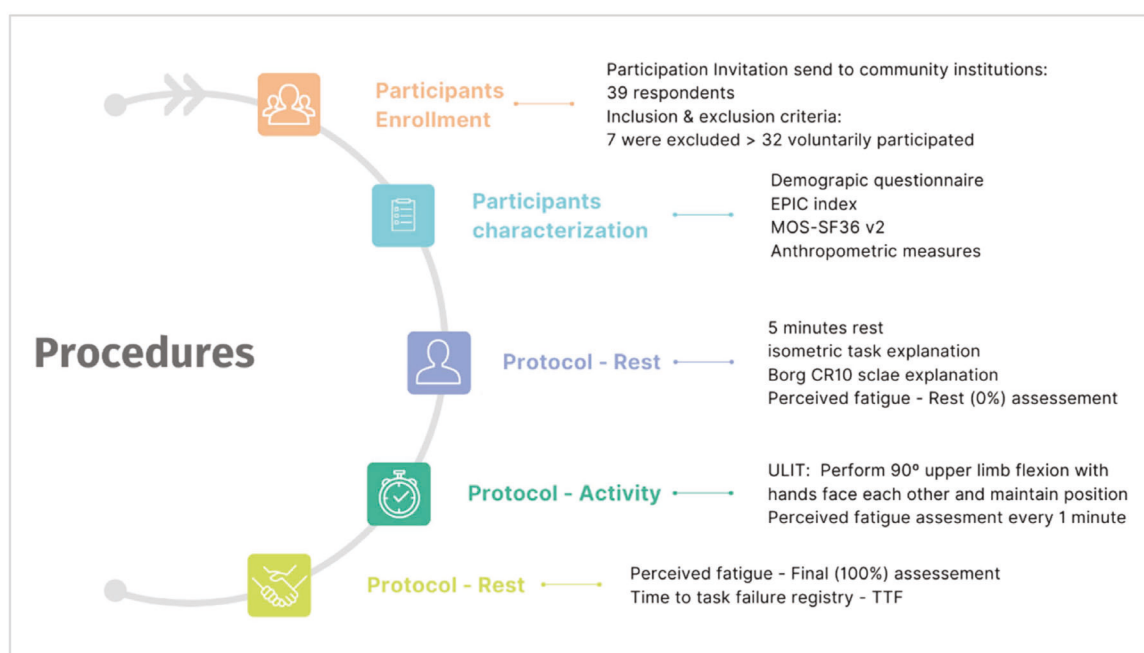 Procedures
Participants
Enrollment
Participation Invitation send to community institutions:
39 respondents
Inclusion & exclusion criteria:
7 were excluded > 32 voluntarily participated
Participants
characterization
Demograpic questionnaire
EPIC index
MOS-SF36 v2
Anthropometric measures
Protocol - Rest
5 minutes rest
isometric task explanation
Borg CR10 sclae explanation
Perceived fatigue - Rest (0%) assessement
Protocol - Activity
ULIT: Perform 90º upper limb flexion with
hands face each other and maintain position
Perceived fatigue assesment every 1 minute
Protocol - Rest
Perceived fatigue - Final (100%) assessement
Time to task failure registry - TTF